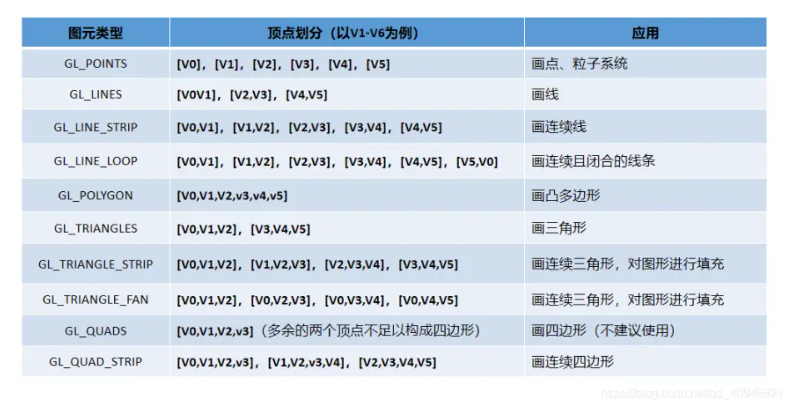 图元类型 顶点划分（以V1-V6为例） 应用
GL_POINTS [V0]，[V1]，[V2]，[V3]，[V4]，[V5] 画点、粒子系统
GL_LINES [V0V1]，[V2,V3]，[V4,V5] 画线
GL_LINE_STRIP [V0,V1]，[V1,V2]，[V2,V3]，[V3,V4]，[V4,V5] 画连续线
GL_LINE_LOOP [V0,V1]，[V1,V2]，[V2,V3]，[V3,V4]，[V4,V5]，[V5,V0] 画连续且闭合的线条
GL_POLYGON [V0,V1,V2,v3,v4,v5] 画凸多边形
GL_TRIANGLES [V0,V1,V2]，[V3,V4,V5] 画三角形
GL_TRIANGLE_STRIP [V0,V1,V2]，[V1,V2,V3]，[V2,V3,V4]，[V3,V4,V5] 画连续三角形，对图形进行填充
GL_TRIANGLE_FAN [V0,V1,V2]，[V0,V2,V3]，[V0,V3,V4]，[V0,V4,V5] 画连续三角形，对图形进行填充
GL_QUADS [V0,V1,V2,v3]（多余的两个顶点不足以构成四边形） 画四边形（不建议使用）
GL_QUAD_STRIP [V0,V1,V2,v3]，[V1,V2,v3,V4]，[V2,V3,V4,V5] 画连续四边形
https://blog.csdn.net/qq_40945921